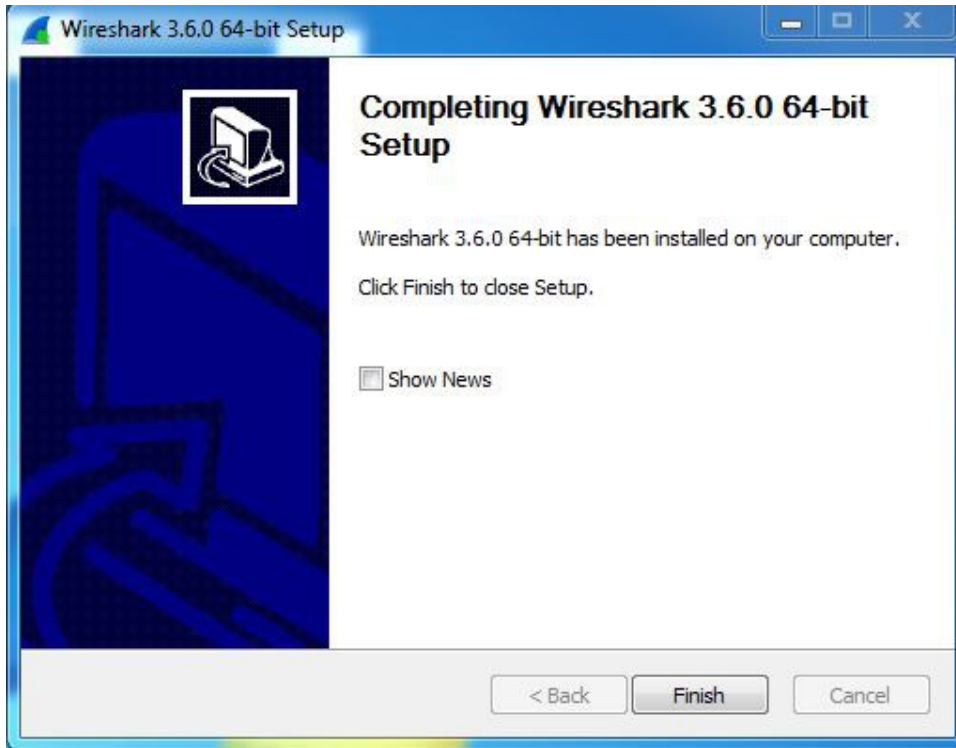 Wireshark 3.6.0 64-bit Setup
Completing Wireshark 3.6.0 64-bit
Setup
Wireshark 3.6.0 64-bit has been installed on your computer.
Click Finish to close Setup.
Show News
< Back Finish Cancel